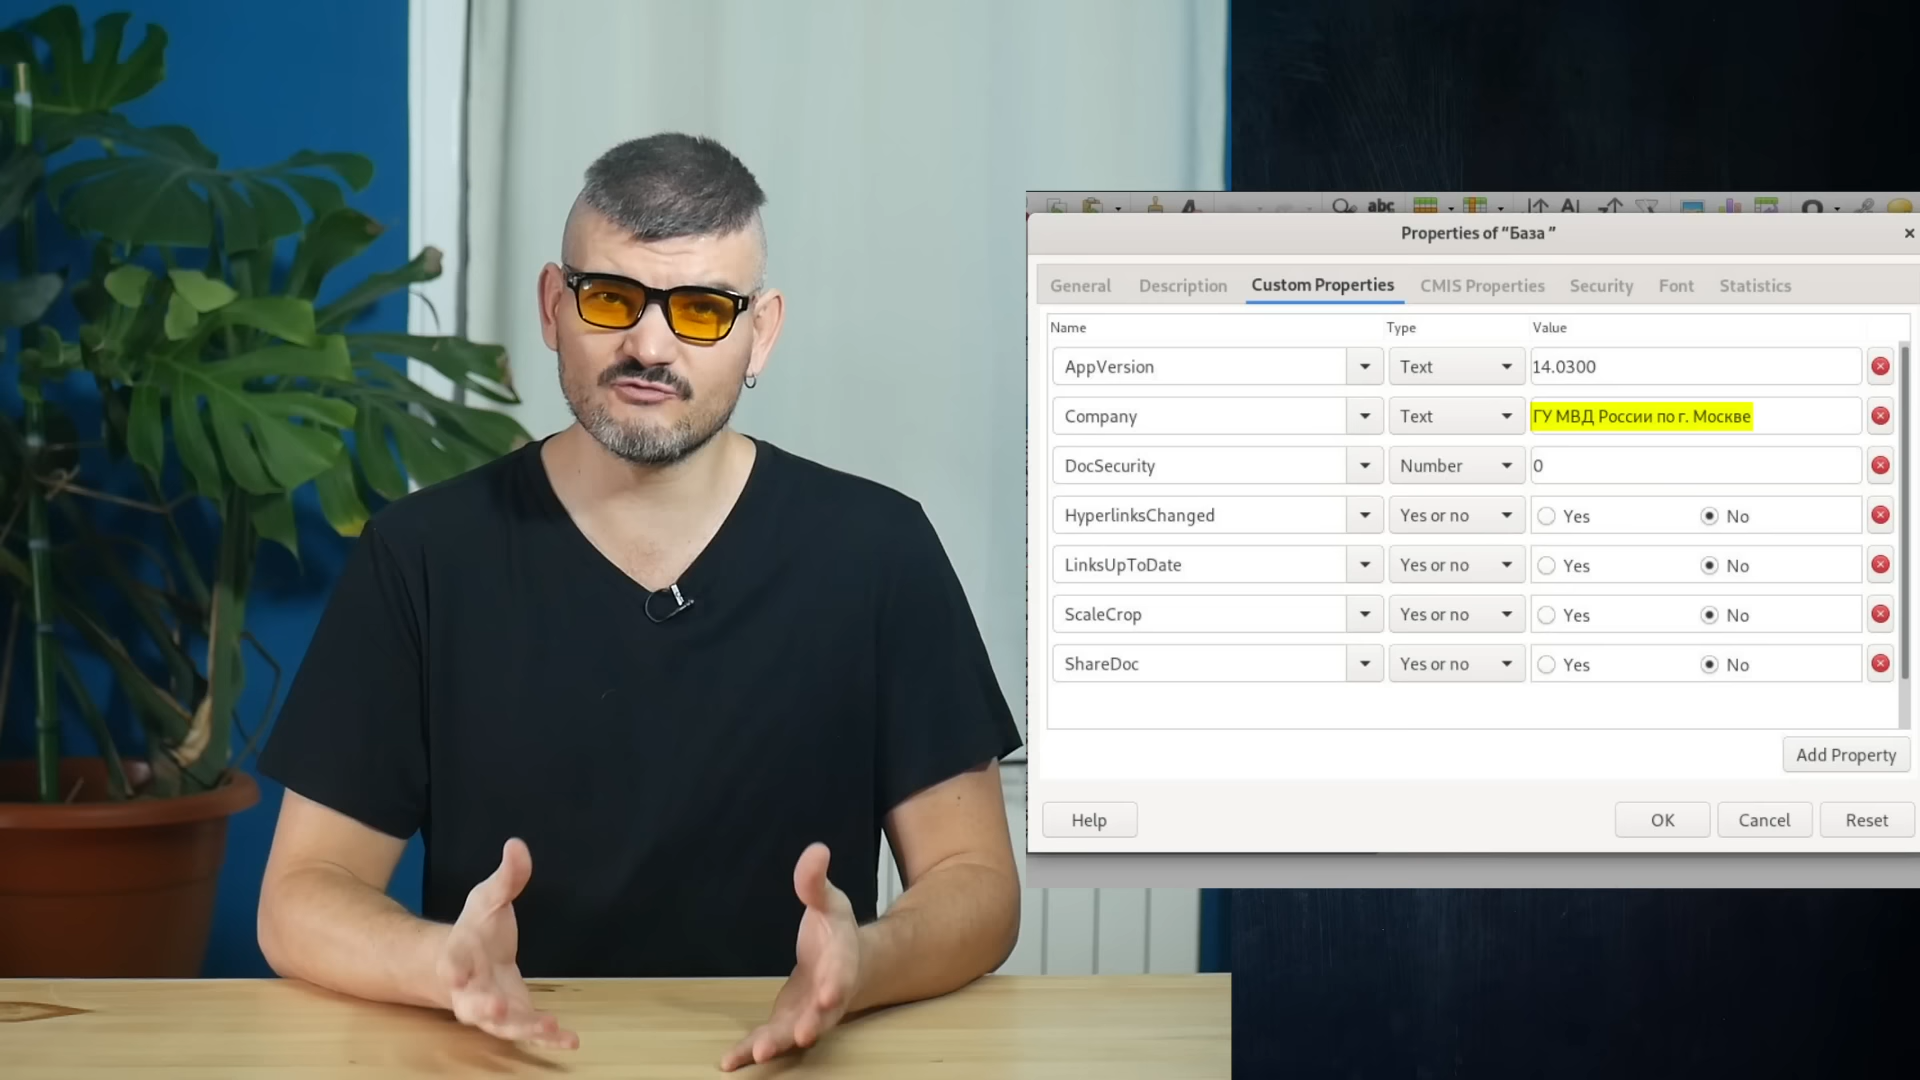 abc
Properties of “База ”
General Description Custom Properties CMIS Properties Security Font Statistics
Name Type Value
AppVersion Text 14.0300
Company Text ГУ МВД России по г. Москве
DocSecurity Number 0
HyperlinksChanged Yes or no Yes No
LinksUpToDate Yes or no Yes No
ScaleCrop Yes or no Yes No
ShareDoc Yes or no Yes No
Add Property
Help OK Cancel Reset